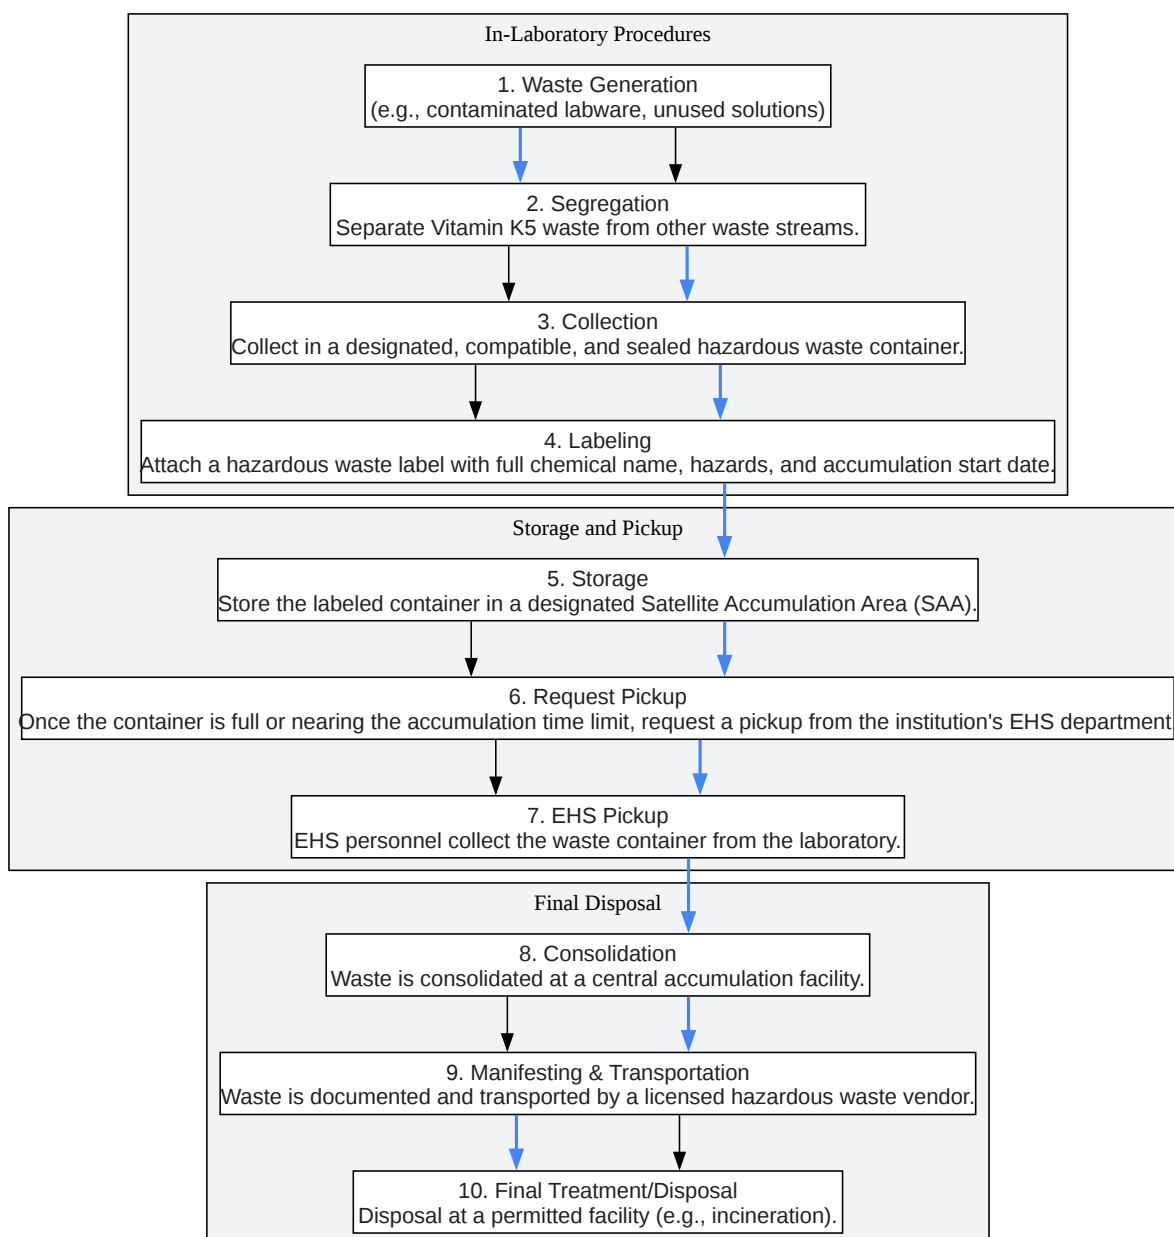 In-Laboratory Procedures
1. Waste Generation
(e.g., contaminated labware, unused solutions)
2. Segregation
Separate Vitamin K5 waste from other waste streams.
3. Collection
Collect in a designated, compatible, and sealed hazardous waste container.
4. Labeling
Attach a hazardous waste label with full chemical name, hazards, and accumulation start date.
Storage and Pickup
5. Storage
Store the labeled container in a designated Satellite Accumulation Area (SAA).
6. Request Pickup
Once the container is full or nearing the accumulation time limit, request a pickup from the institution's EHS department.
7. EHS Pickup
EHS personnel collect the waste container from the laboratory.
Final Disposal
8. Consolidation
Waste is consolidated at a central accumulation facility.
9. Manifesting & Transportation
Waste is documented and transported by a licensed hazardous waste vendor.
10. Final Treatment/Disposal
Disposal at a permitted facility (e.g., incineration).